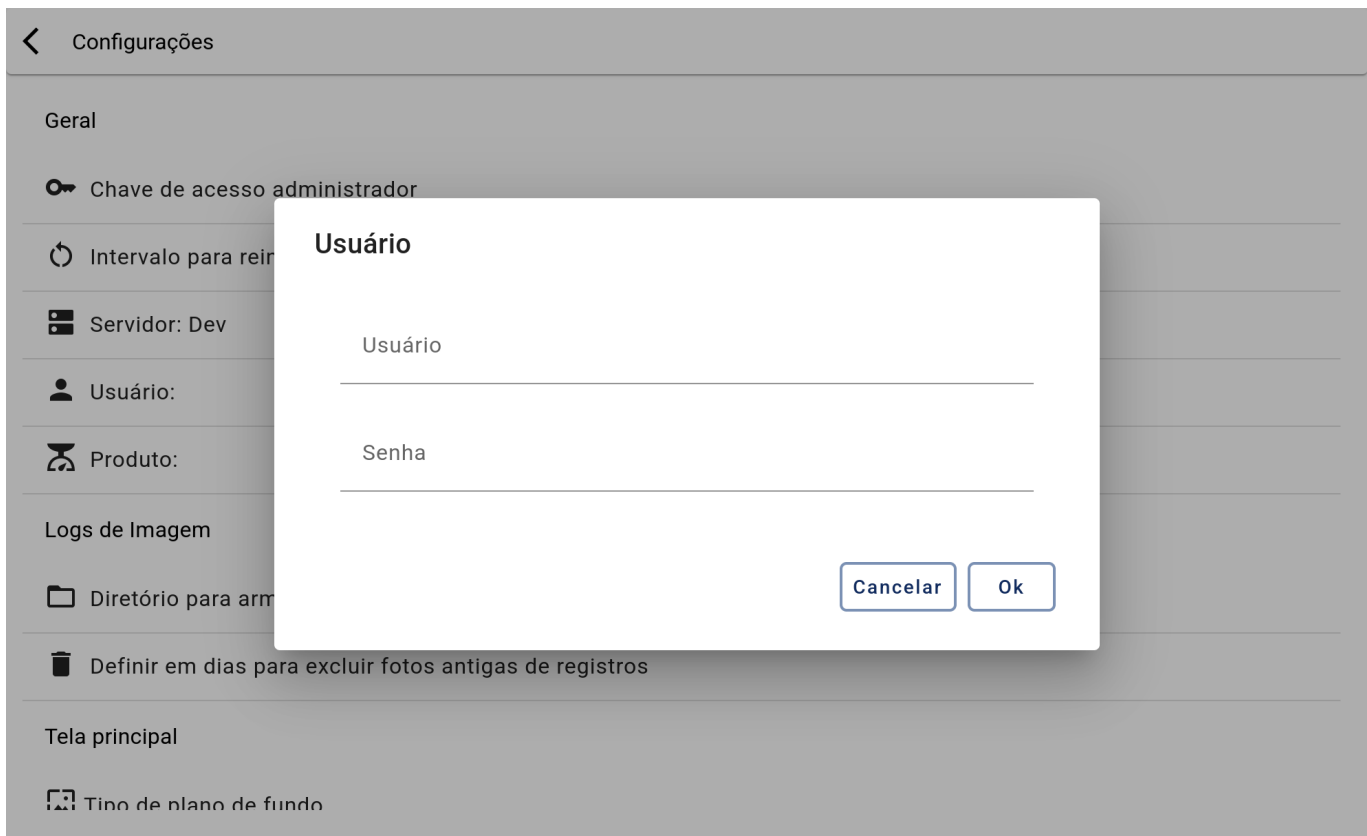 Configurações
Geral
Chave de acesso administrador
Intervalo para
Servidor: Dev
Usuário:
Produto:
Logs de Imagem
Diretório para
Definir em dias para excluir fotos antigas de registros
Tela principal
Tipo de plano de fundo
Usuário
Usuário
Senha
Cancelar
Ok